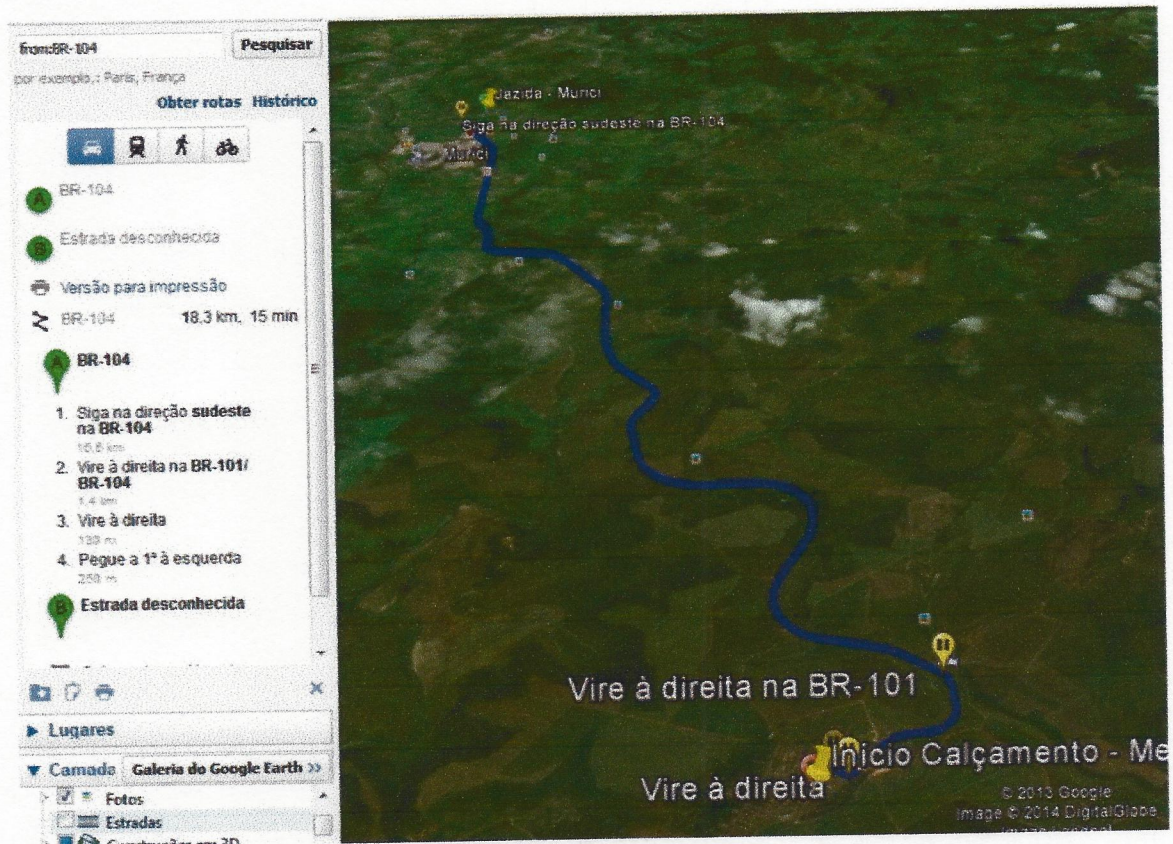 from:BR-104
Pesquisar
por exemplo,: Paris, França
Obter rotas Histórico
A BR-104
B Estrada desconhecida
Versão para impressão
BR-104 18,3 km, 15 min
A BR-104
1. Siga na direção sudeste
na BR-104
2. Vire à direita na BR-101/
BR-104
1,4 km
3. Vire à direita
4. Pegue a 1ª à esquerda
B Estrada desconhecida
Lugares
Camada Galeria do Google Earth >>
Fotos
Estradas
Construções em 3D
Jazida - Murici
Siga na direção sudeste na BR-104
Murici
Vire à direita na BR-101
Início Calçamento - Me
Vire à direita
© 2013 Google
Image © 2014 DigitalGlobe